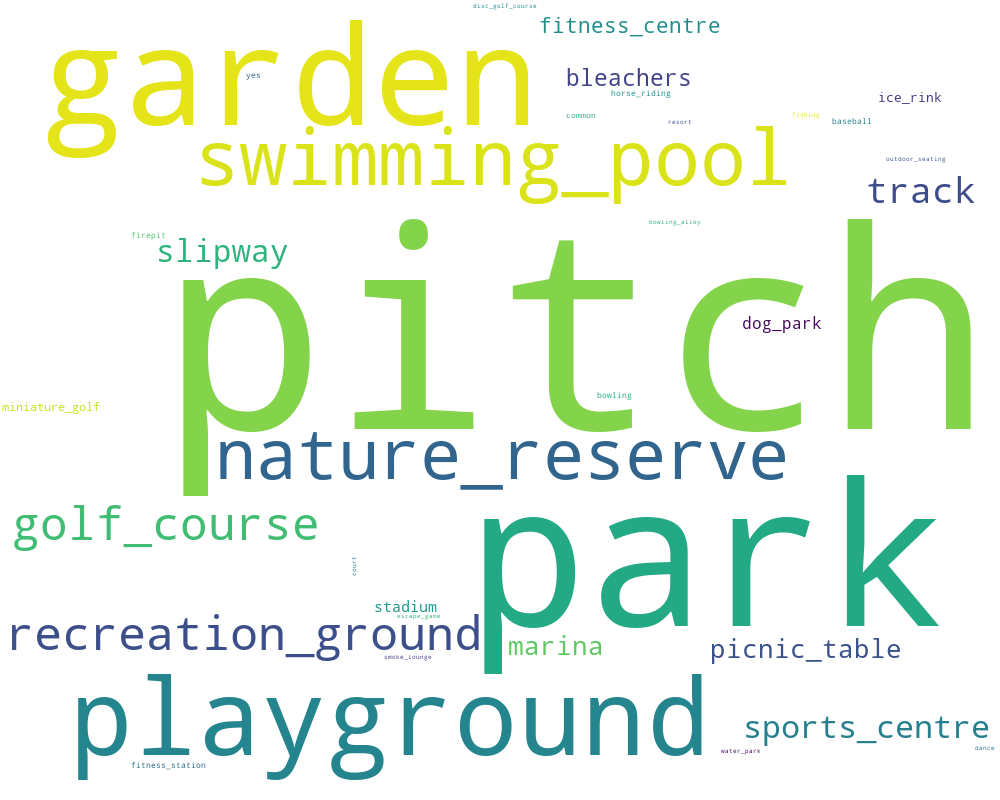 disc_golf_course
fitness_centre
garden
yes
bleachers
horse_riding
ice_rink
common
resort
fishing
baseball
swimming_pool
outdoor_seating
track
bowling_alley
firepit
slipway
pitch
dog_park
bowling
miniature_golf
nature_reserve
golf_course
park
court
stadium
escape_game
recreation_ground
smoke_lounge
marina
picnic_table
playground
sports_centre
dance
water_park
fitness_station